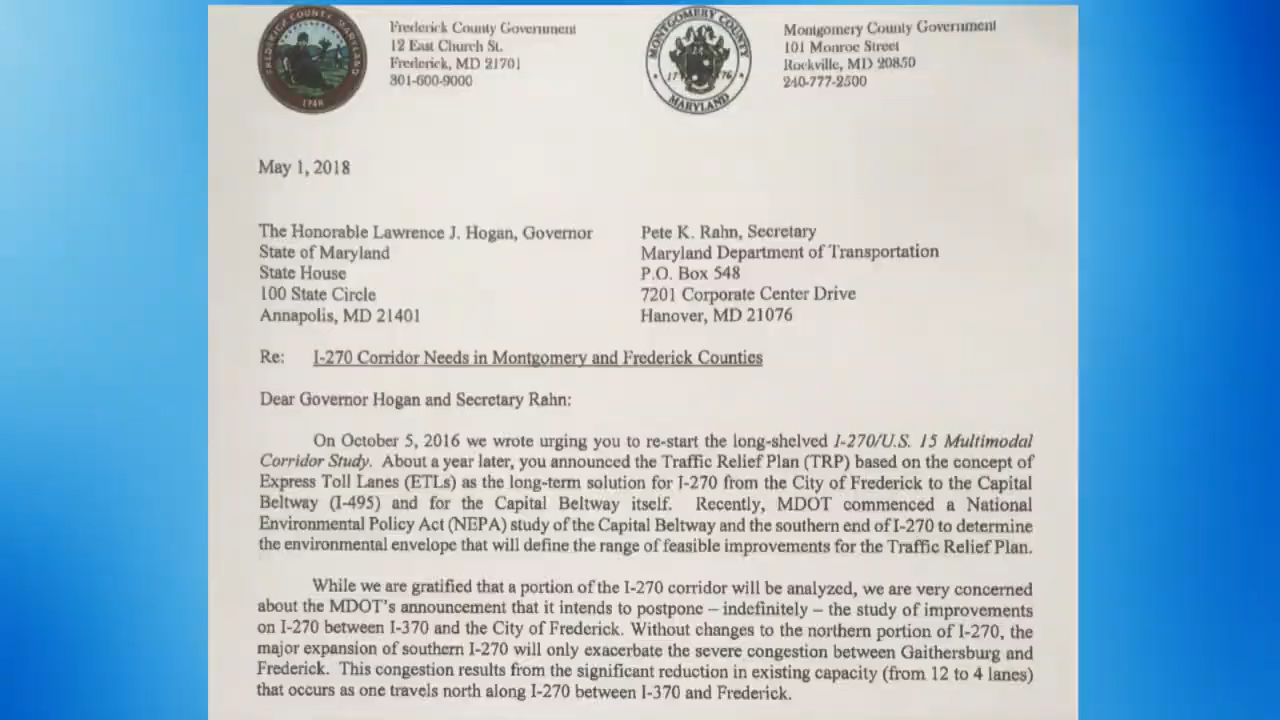 FREDERICK COUNTY, MARYLAND
1748
Frederick County Government
12 East Church St.
Frederick, MD 21701
301-600-9000
MONTGOMERY COUNTY
17 76
MARYLAND
Montgomery County Government
101 Monroe Street
Rockville, MD 20850
240-777-2500
May 1, 2018
The Honorable Lawrence J. Hogan, Governor
State of Maryland
State House
100 State Circle
Annapolis, MD 21401
Pete K. Rahn, Secretary
Maryland Department of Transportation
P.O. Box 548
7201 Corporate Center Drive
Hanover, MD 21076
Re: I-270 Corridor Needs in Montgomery and Frederick Counties
Dear Governor Hogan and Secretary Rahn:
On October 5, 2016 we wrote urging you to re-start the long-shelved I-270/U.S. 15 Multimodal
Corridor Study. About a year later, you announced the Traffic Relief Plan (TRP) based on the concept of
Express Toll Lanes (ETLs) as the long-term solution for I-270 from the City of Frederick to the Capital
Beltway (I-495) and for the Capital Beltway itself. Recently, MDOT commenced a National
Environmental Policy Act (NEPA) study of the Capital Beltway and the southern end of I-270 to determine
the environmental envelope that will define the range of feasible improvements for the Traffic Relief Plan.
While we are gratified that a portion of the I-270 corridor will be analyzed, we are very concerned
about the MDOT's announcement that it intends to postpone – indefinitely – the study of improvements
on I-270 between I-370 and the City of Frederick. Without changes to the northern portion of I-270, the
major expansion of southern I-270 will only exacerbate the severe congestion between Gaithersburg and
Frederick. This congestion results from the significant reduction in existing capacity (from 12 to 4 lanes)
that occurs as one travels north along I-270 between I-370 and Frederick.